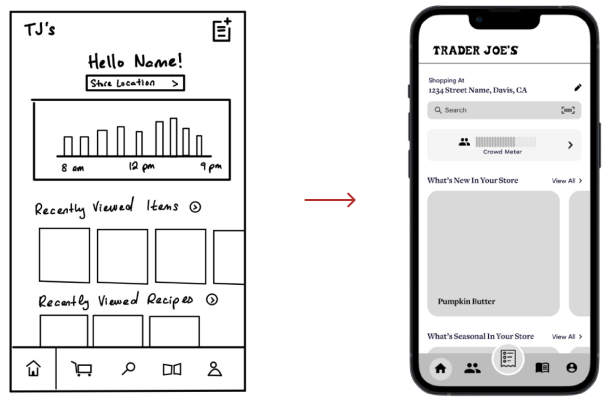 TJ's
Hello Name!
Store Location >
8 am 12 pm 9 pm
Recently Viewed Items
Recently Viewed Recipes
TRADER JOE'S
Shopping At
1234 Street Name, Davis, CA
Search
Crowd Meter
What's New In Your Store View All >
Pumpkin Butter
What's Seasonal In Your Store View All >